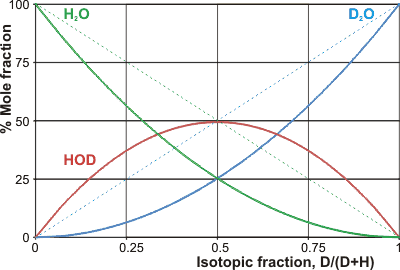 100
H₂O
D₂O
75
% Mole fraction
50
HOD
25
0
0
0.25
0.5
0.75
1
Isotopic fraction, D/(D+H)